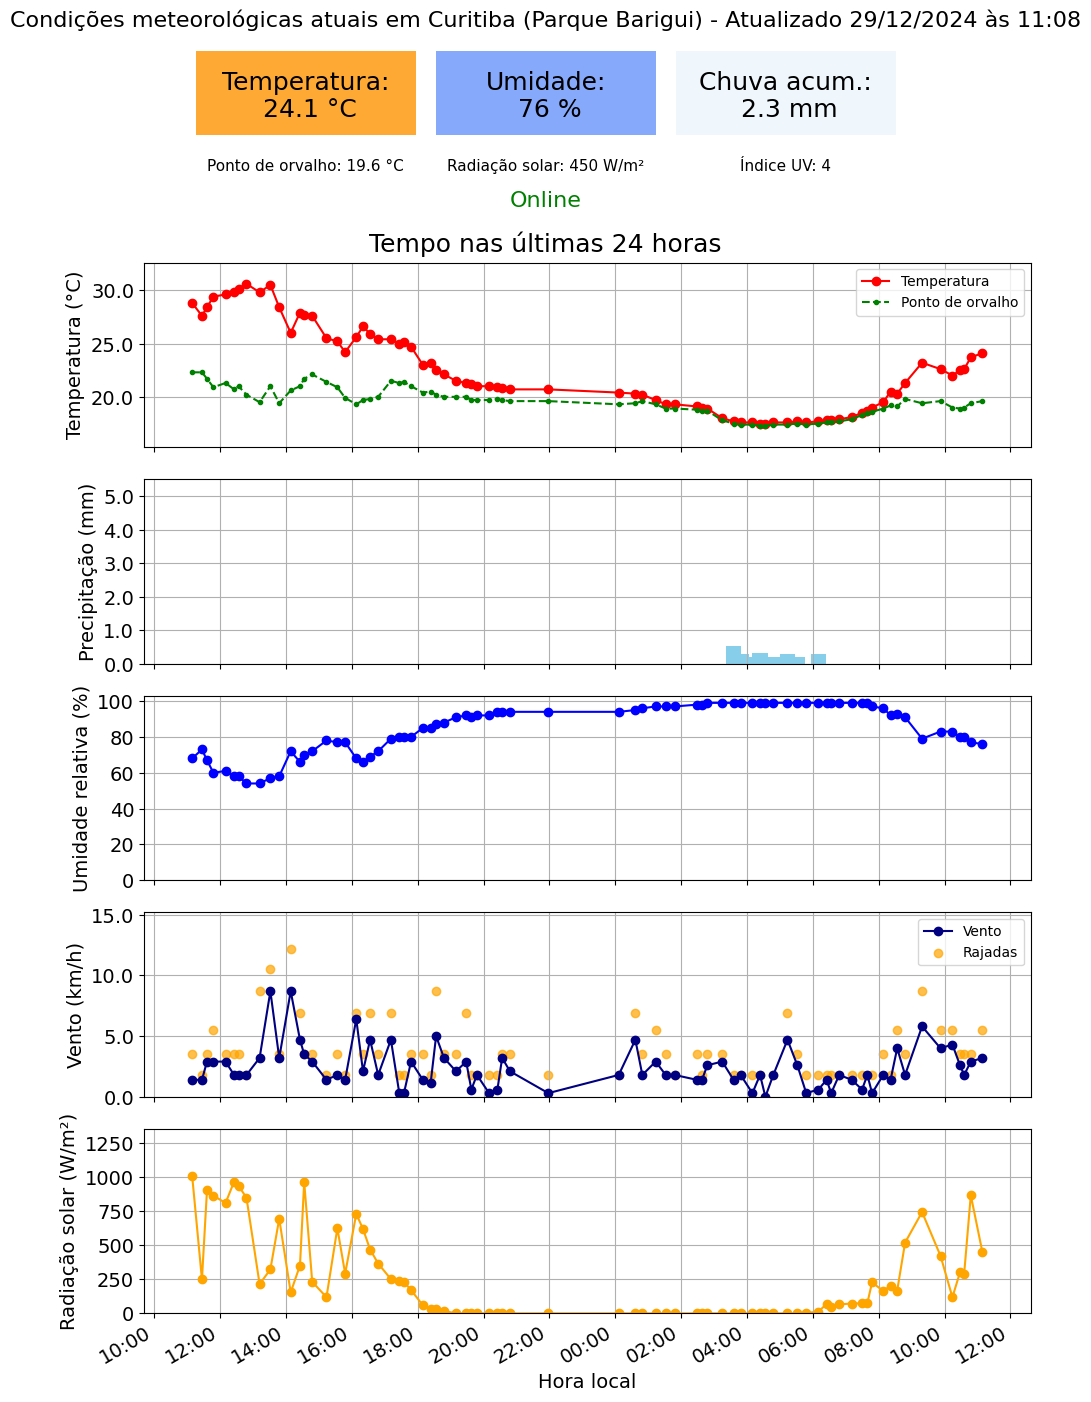 Condições meteorológicas atuais em Curitiba (Parque Barigui) - Atualizado 29/12/2024 às 11:08
Temperatura:
24.1 °C
Umidade:
76 %
Chuva acum.:
2.3 mm
Ponto de orvalho: 19.6 °C
Radiação solar: 450 W/m²
Índice UV: 4
Online
Tempo nas últimas 24 horas
Temperatura (°C)
30.0
25.0
20.0
Temperatura
Ponto de orvalho
Precipitação (mm)
5.0
4.0
3.0
2.0
1.0
0.0
Umidade relativa (%)
100
80
60
40
20
0
Vento (km/h)
15.0
10.0
5.0
0.0
Vento
Rajadas
Radiação solar (W/m²)
1250
1000
750
500
250
0
10:00
12:00
14:00
16:00
18:00
20:00
22:00
00:00
02:00
04:00
06:00
08:00
10:00
12:00
Hora local